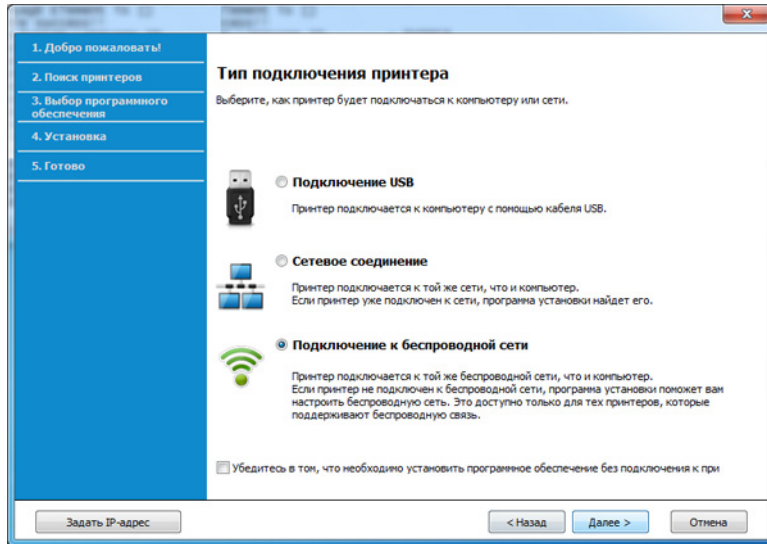 1. Добро пожаловать!
2. Поиск принтеров
3. Выбор программного
обеспечения
4. Установка
5. Готово
Тип подключения принтера
Выберите, как принтер будет подключаться к компьютеру или сети.
Подключение USB
Принтер подключается к компьютеру с помощью кабеля USB.
Сетевое соединение
Принтер подключается к той же сети, что и компьютер.
Если принтер уже подключен к сети, программа установки найдет его.
Подключение к беспроводной сети
Принтер подключается к той же беспроводной сети, что и компьютер.
Если принтер не подключен к беспроводной сети, программа установки поможет вам
настроить беспроводную сеть. Это доступно только для тех принтеров, которые
поддерживают беспроводную связь.
Убедитесь в том, что необходимо установить программное обеспечение без подключения к при
Задать IP-адрес
< Назад
Далее >
Отмена